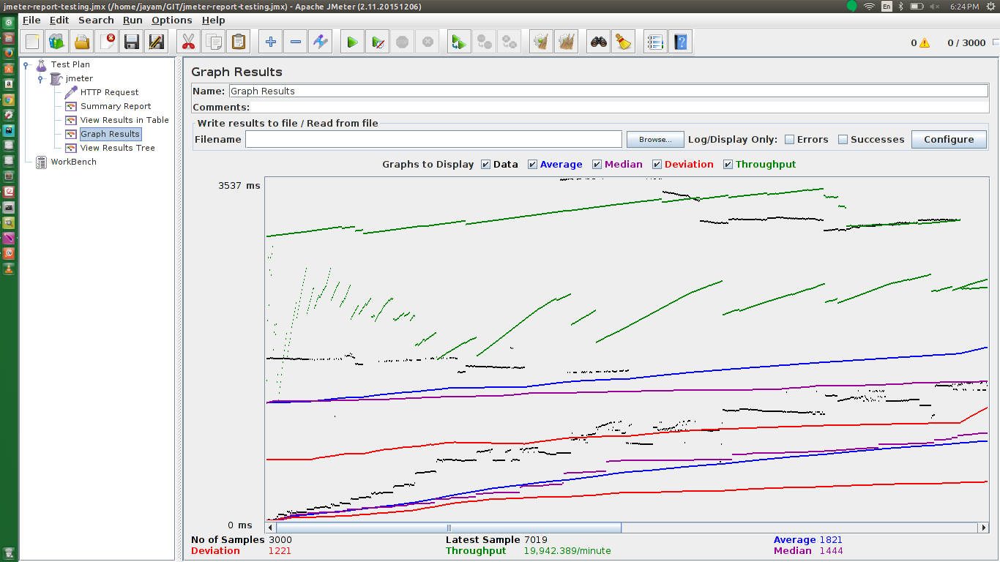 jmeter-report-testing.jmx (/home/jayam/GIT/jmeter-report-testing.jmx) - Apache JMeter (2.11.20151206) En 6:24 PM
File Edit Search Run Options Help
0 0 / 3000
Test Plan
jmeter
HTTP Request
Summary Report
View Results in Table
Graph Results
View Results Tree
WorkBench
Graph Results
Name: Graph Results
Comments:
Write results to file / Read from file
Filename Browse... Log/Display Only: Errors Successes Configure
Graphs to Display Data Average Median Deviation Throughput
3537 ms
0 ms
No of Samples 3000 Latest Sample 7019 Average 1821
Deviation 1221 Throughput 19,942.389/minute Median 1444